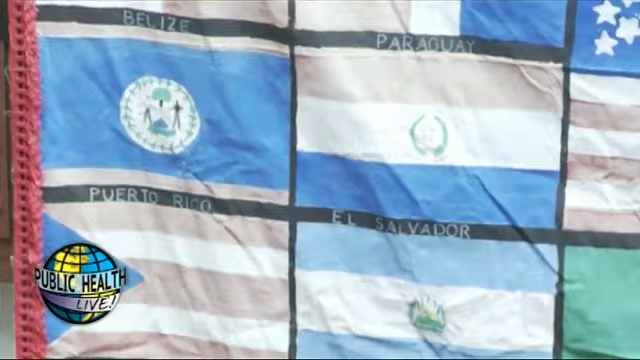 BELIZE
PARAGUAY
PUERTO RICO
EL SALVADOR
PUBLIC HEALTH
LIVE!